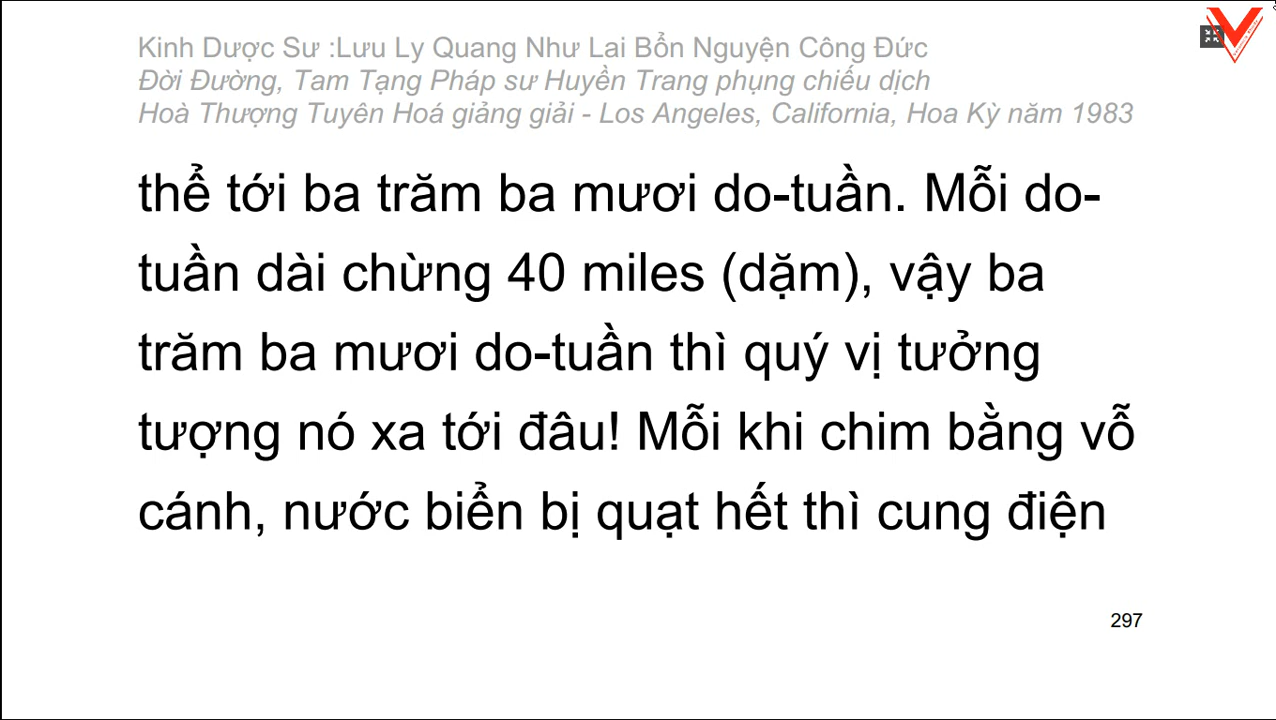 Kinh Dược Sư :Lưu Ly Quang Như Lai Bổn Nguyện Công Đức
Đời Đường, Tam Tạng Pháp sư Huyền Trang phụng chiếu dịch
Hoà Thượng Tuyên Hoá giảng giải - Los Angeles, California, Hoa Kỳ năm 1983
thể tới ba trăm ba mươi do-tuần. Mỗi do-
tuần dài chừng 40 miles (dặm), vậy ba
trăm ba mươi do-tuần thì quý vị tưởng
tượng nó xa tới đâu! Mỗi khi chim bằng vỗ
cánh, nước biển bị quạt hết thì cung điện
297